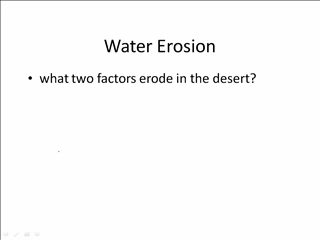 Water Erosion
• what two factors erode in the desert?